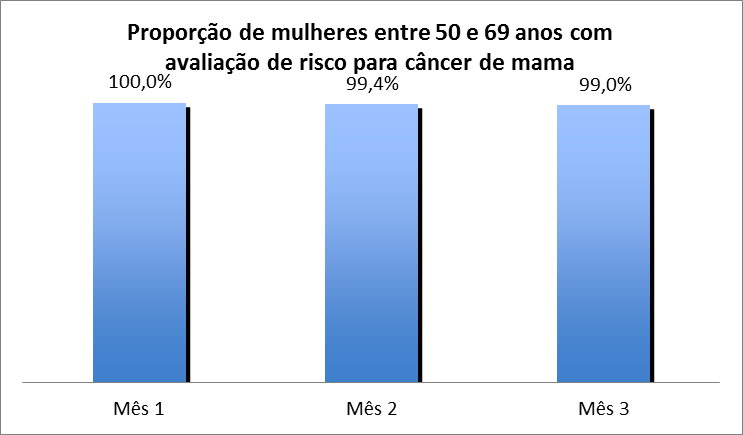 Proporção de mulheres entre 50 e 69 anos com
avaliação de risco para câncer de mama
100,0%
99,4%
99,0%
Mês 1
Mês 2
Mês 3